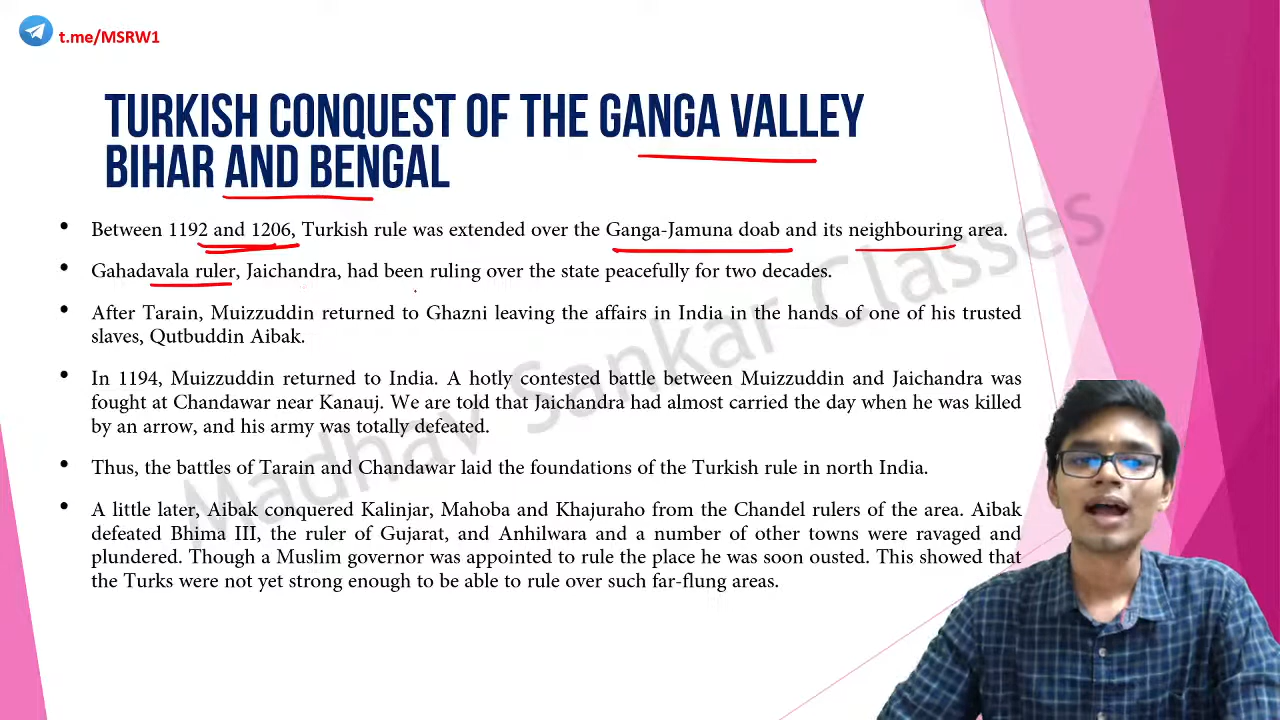 t.me/MSRW1
TURKISH CONQUEST OF THE GANGA VALLEY
BIHAR AND BENGAL
• Between 1192 and 1206, Turkish rule was extended over the Ganga-Jamuna doab and its neighbouring area.
• Gahadavala ruler, Jaichandra, had been ruling over the state peacefully for two decades.
• After Tarain, Muizzuddin returned to Ghazni leaving the affairs in India in the hands of one of his trusted
slaves, Qutbuddin Aibak.
• In 1194, Muizzuddin returned to India. A hotly contested battle between Muizzuddin and Jaichandra was
fought at Chandawar near Kanauj. We are told that Jaichandra had almost carried the day when he was killed
by an arrow, and his army was totally defeated.
• Thus, the battles of Tarain and Chandawar laid the foundations of the Turkish rule in north India.
• A little later, Aibak conquered Kalinjar, Mahoba and Khajuraho from the Chandel rulers of the area. Aibak
defeated Bhima III, the ruler of Gujarat, and Anhilwara and a number of other towns were ravaged and
plundered. Though a Muslim governor was appointed to rule the place he was soon ousted. This showed that
the Turks were not yet strong enough to be able to rule over such far-flung areas.
Madhav Sankar Classes